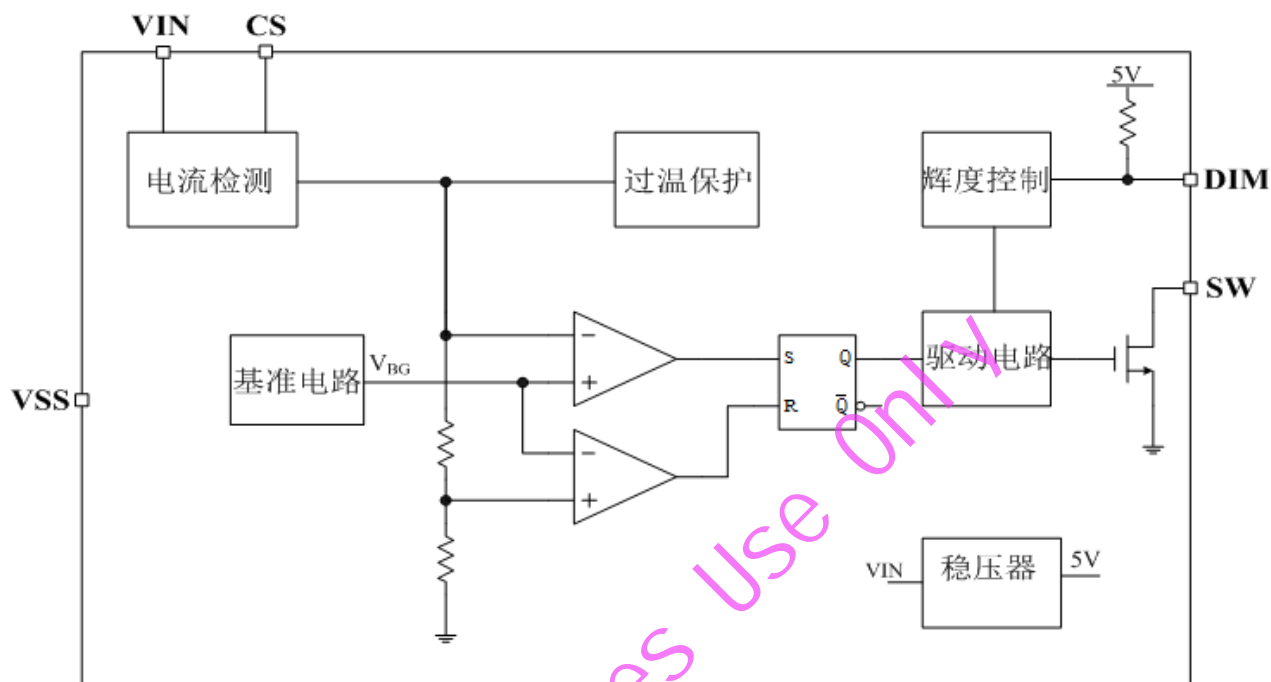 VIN CS
5V
电流检测 过温保护 辉度控制 DIM
SW
基准电路 VBG
- S Q 驱动电路
VSS + R Q̅
-
+
VIN 稳压器 5V
es Use Only